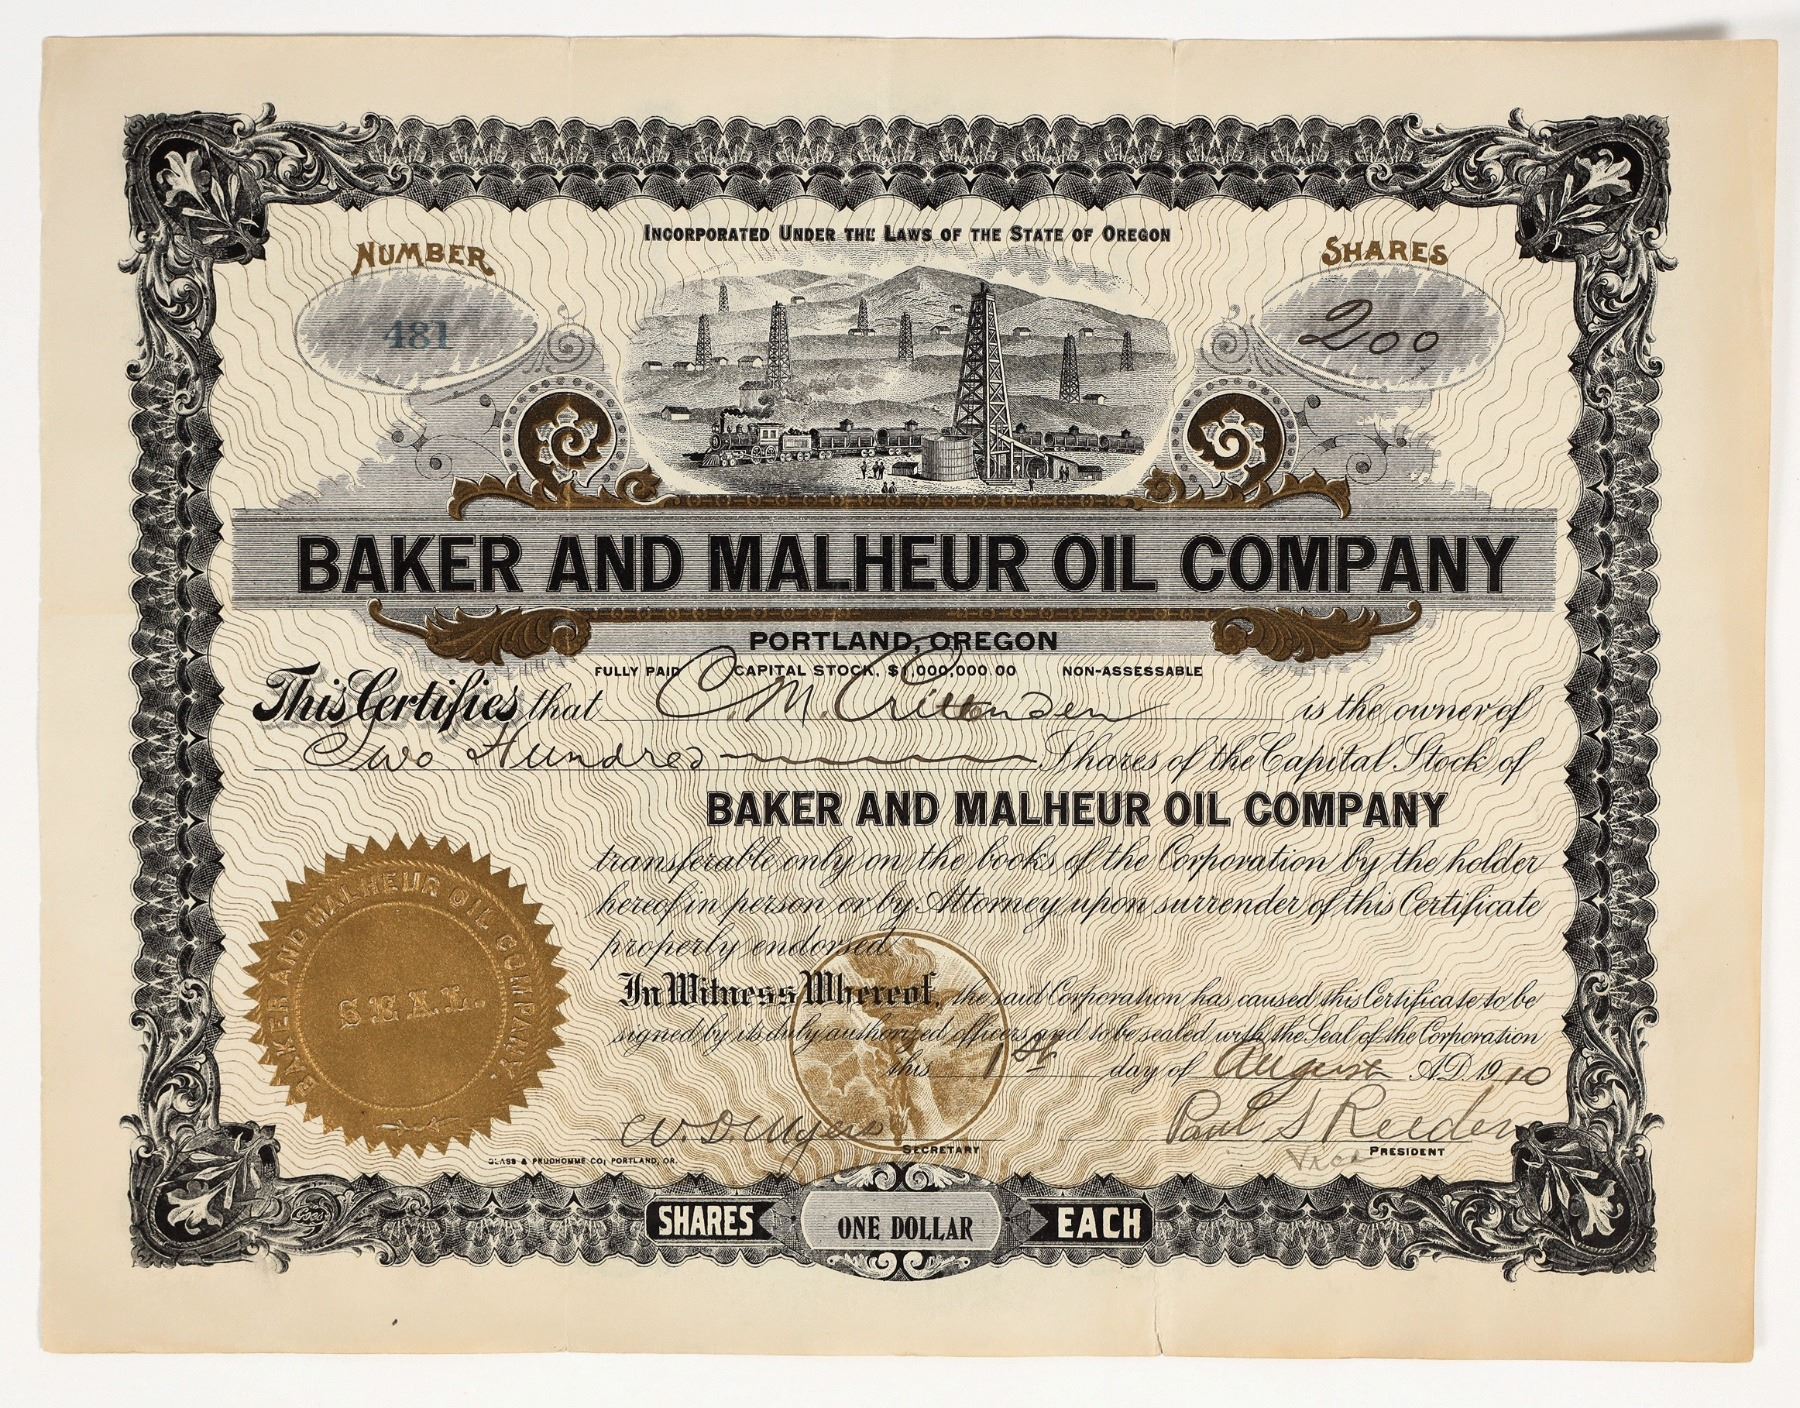 INCORPORATED UNDER THE LAWS OF THE STATE OF OREGON
NUMBER
481
SHARES
200
BAKER AND MALHEUR OIL COMPANY
PORTLAND, OREGON
FULLY PAID CAPITAL STOCK, $1,000,000.00 NON-ASSESSABLE
This Certifies that C. M. Crittenden is the owner of
Two Hundred Shares of the Capital Stock of
BAKER AND MALHEUR OIL COMPANY
transferable only on the books of the Corporation by the holder
hereof in person or by Attorney upon surrender of this Certificate
properly endorsed.
In Witness Whereof, the said Corporation has caused this Certificate to be
signed by its duly authorized officers and to be sealed with the Seal of the Corporation
this 1st day of August A.D. 1910
BAKER AND MALHEUR OIL COMPANY.
SEAL.
W. D. Myers
SECRETARY
Paul S Reeder
Vice PRESIDENT
GLASS & PRUDHOMME CO; PORTLAND, OR.
Goes
SHARES ONE DOLLAR EACH